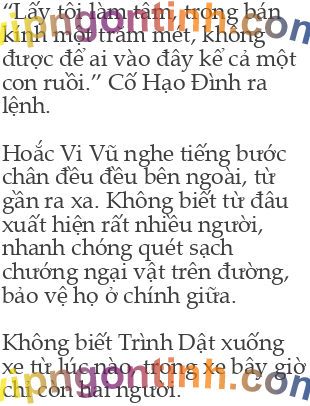 “Lấy tôi làm tâm, trong bán
kính một trăm mét, không
được để ai vào đây kể cả một
con ruồi.” Cố Hạo Đình ra
lệnh.
Hoắc Vi Vũ nghe tiếng bước
chân đều đều bên ngoài, từ
gần ra xa. Không biết từ đâu
xuất hiện rất nhiều người,
nhanh chóng quét sạch
chướng ngại vật trên đường,
bảo vệ họ ở chính giữa.
Không biết Trình Dật xuống
xe từ lúc nào, trong xe bây giờ
chỉ còn hai người.
vipngontinh.com
vipngontinh.com